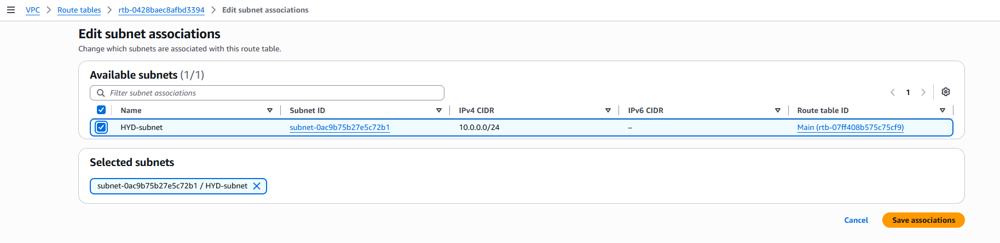 VPC > Route tables > rtb-0428baec8afbd3394 > Edit subnet associations
Edit subnet associations
Change which subnets are associated with this route table.
Available subnets (1/1)
Filter subnet associations
1
Name Subnet ID IPv4 CIDR IPv6 CIDR Route table ID
HYD-subnet subnet-0ac9b75b27e5c72b1 10.0.0.0/24 – Main (rtb-07ff408b575c75cf9)
Selected subnets
subnet-0ac9b75b27e5c72b1 / HYD-subnet
Cancel Save associations